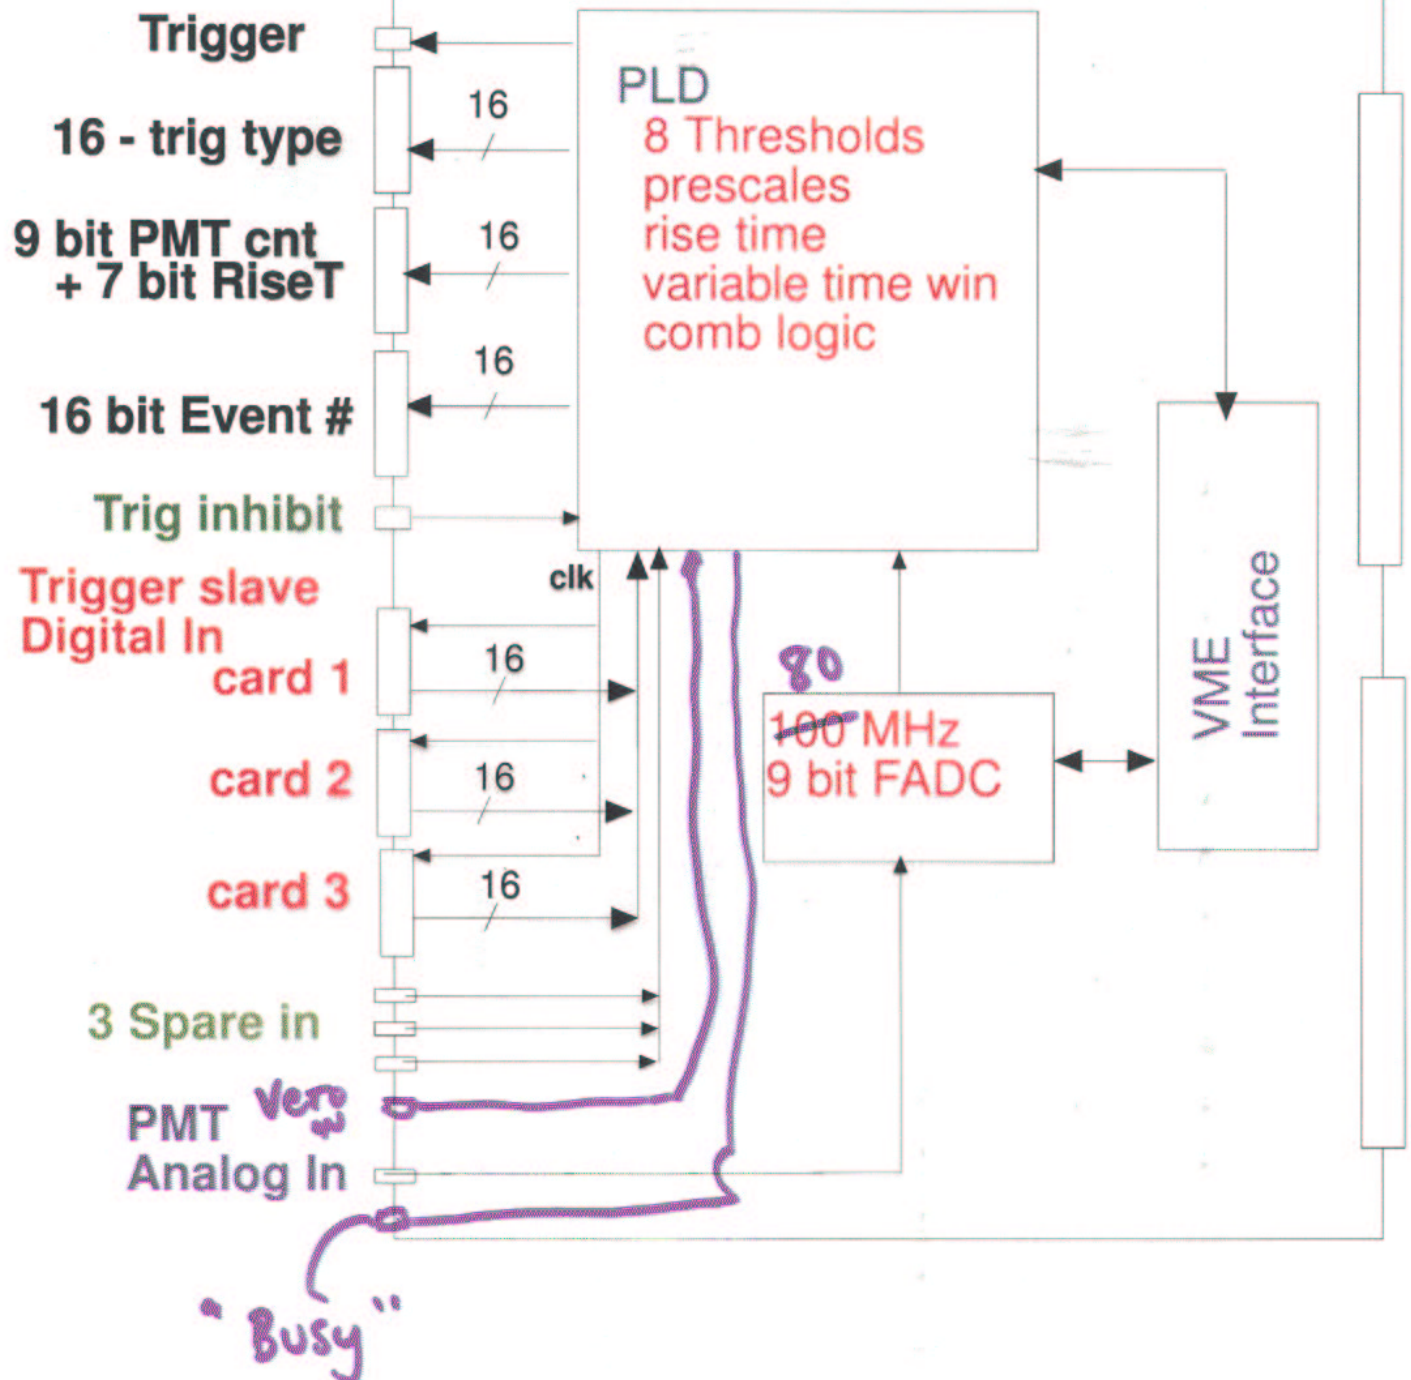 Trigger
16 - trig type
16
9 bit PMT cnt
+ 7 bit RiseT
16
16 bit Event #
16
Trig inhibit
PLD
8 Thresholds
prescales
rise time
variable time win
comb logic
clk
Trigger slave
Digital In
card 1
16
card 2
16
card 3
16
3 Spare in
Veto
in
PMT
Analog In
"Busy"
80
100 MHz
9 bit FADC
VME
Interface